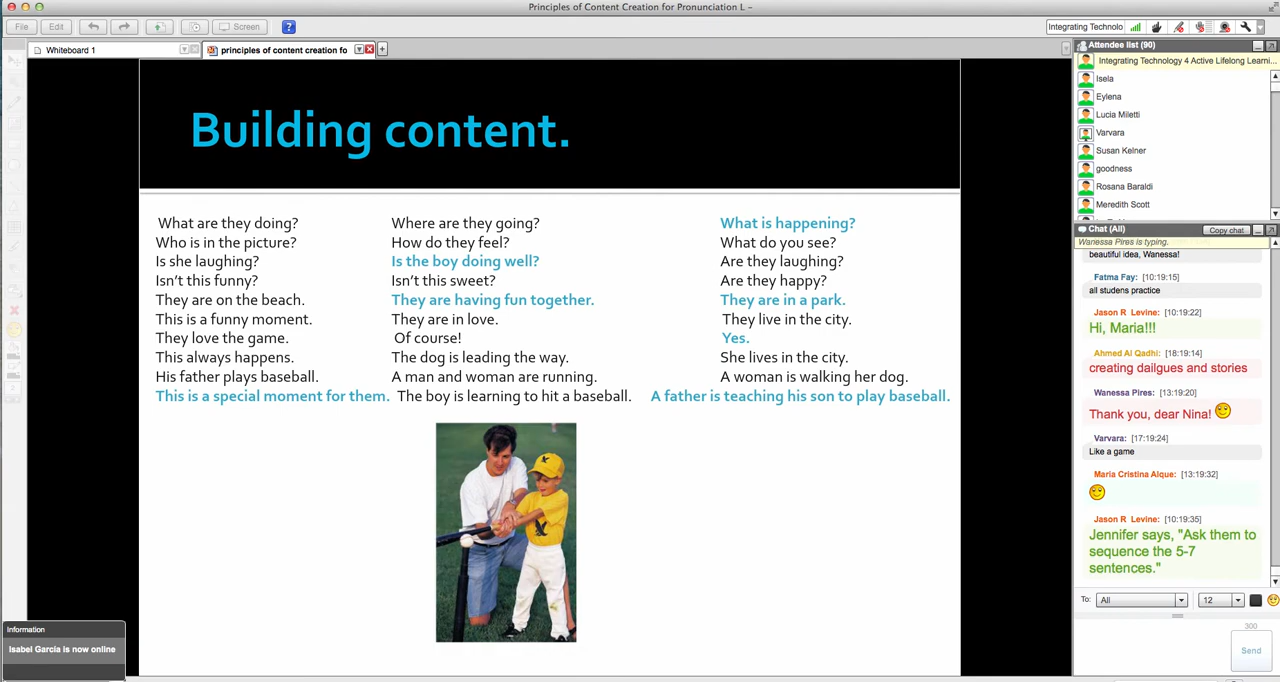 Principles of Content Creation for Pronunciation L –
File Edit Screen ?
Integrating Technolo
Whiteboard 1
principles of content creation fo
Building content.
What are they doing? Where are they going? What is happening?
Who is in the picture? How do they feel? What do you see?
Is she laughing? Is the boy doing well? Are they laughing?
Isn't this funny? Isn't this sweet? Are they happy?
They are on the beach. They are having fun together. They are in a park.
This is a funny moment. They are in love. They live in the city.
They love the game. Of course! Yes.
This always happens. The dog is leading the way. She lives in the city.
His father plays baseball. A man and woman are running. A woman is walking her dog.
This is a special moment for them. The boy is learning to hit a baseball. A father is teaching his son to play baseball.
Information
Isabel Garcia is now online
Attendee list (90)
Integrating Technology 4 Active Lifelong Learni...
Isela
Eylena
Lucia Miletti
Varvara
Susan Kelner
goodness
Rosana Baraldi
Meredith Scott
Chat (All) Copy chat
Wanessa Pires is typing.
beautiful idea, Wanessa!
Fatma Fay: [10:19:15]
all studens practice
Jason R Levine: [10:19:22]
Hi, Maria!!!
Ahmed Al Qadhi: [18:19:14]
creating dailgues and stories
Wanessa Pires: [13:19:20]
Thank you, dear Nina!
Varvara: [17:19:24]
Like a game
Maria Cristina Alque: [13:19:32]
Jason R Levine: [10:19:35]
Jennifer says, "Ask them to
sequence the 5-7
sentences."
To: All 12
300
Send